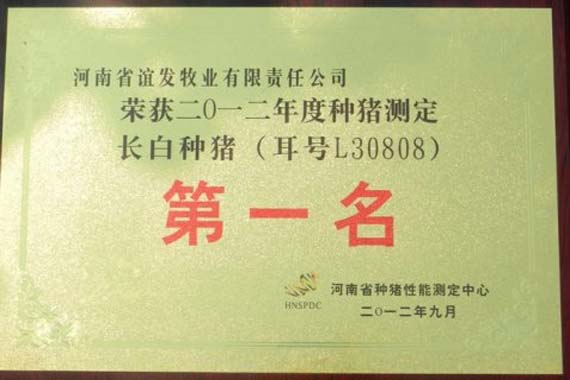 河南省谊发牧业有限责任公司
荣获二0一二年度种猪测定
长白种猪（耳号L30808）
第一名
HNSPDC
河南省种猪性能测定中心
二0一二年九月